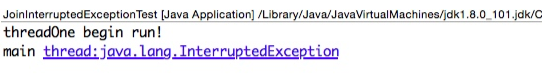 JoinInterruptedExceptionTest [Java Application] /Library/Java/JavaVirtualMachines/jdk1.8.0_101.jdk/C
threadOne begin run!
main thread:java.lang.InterruptedException